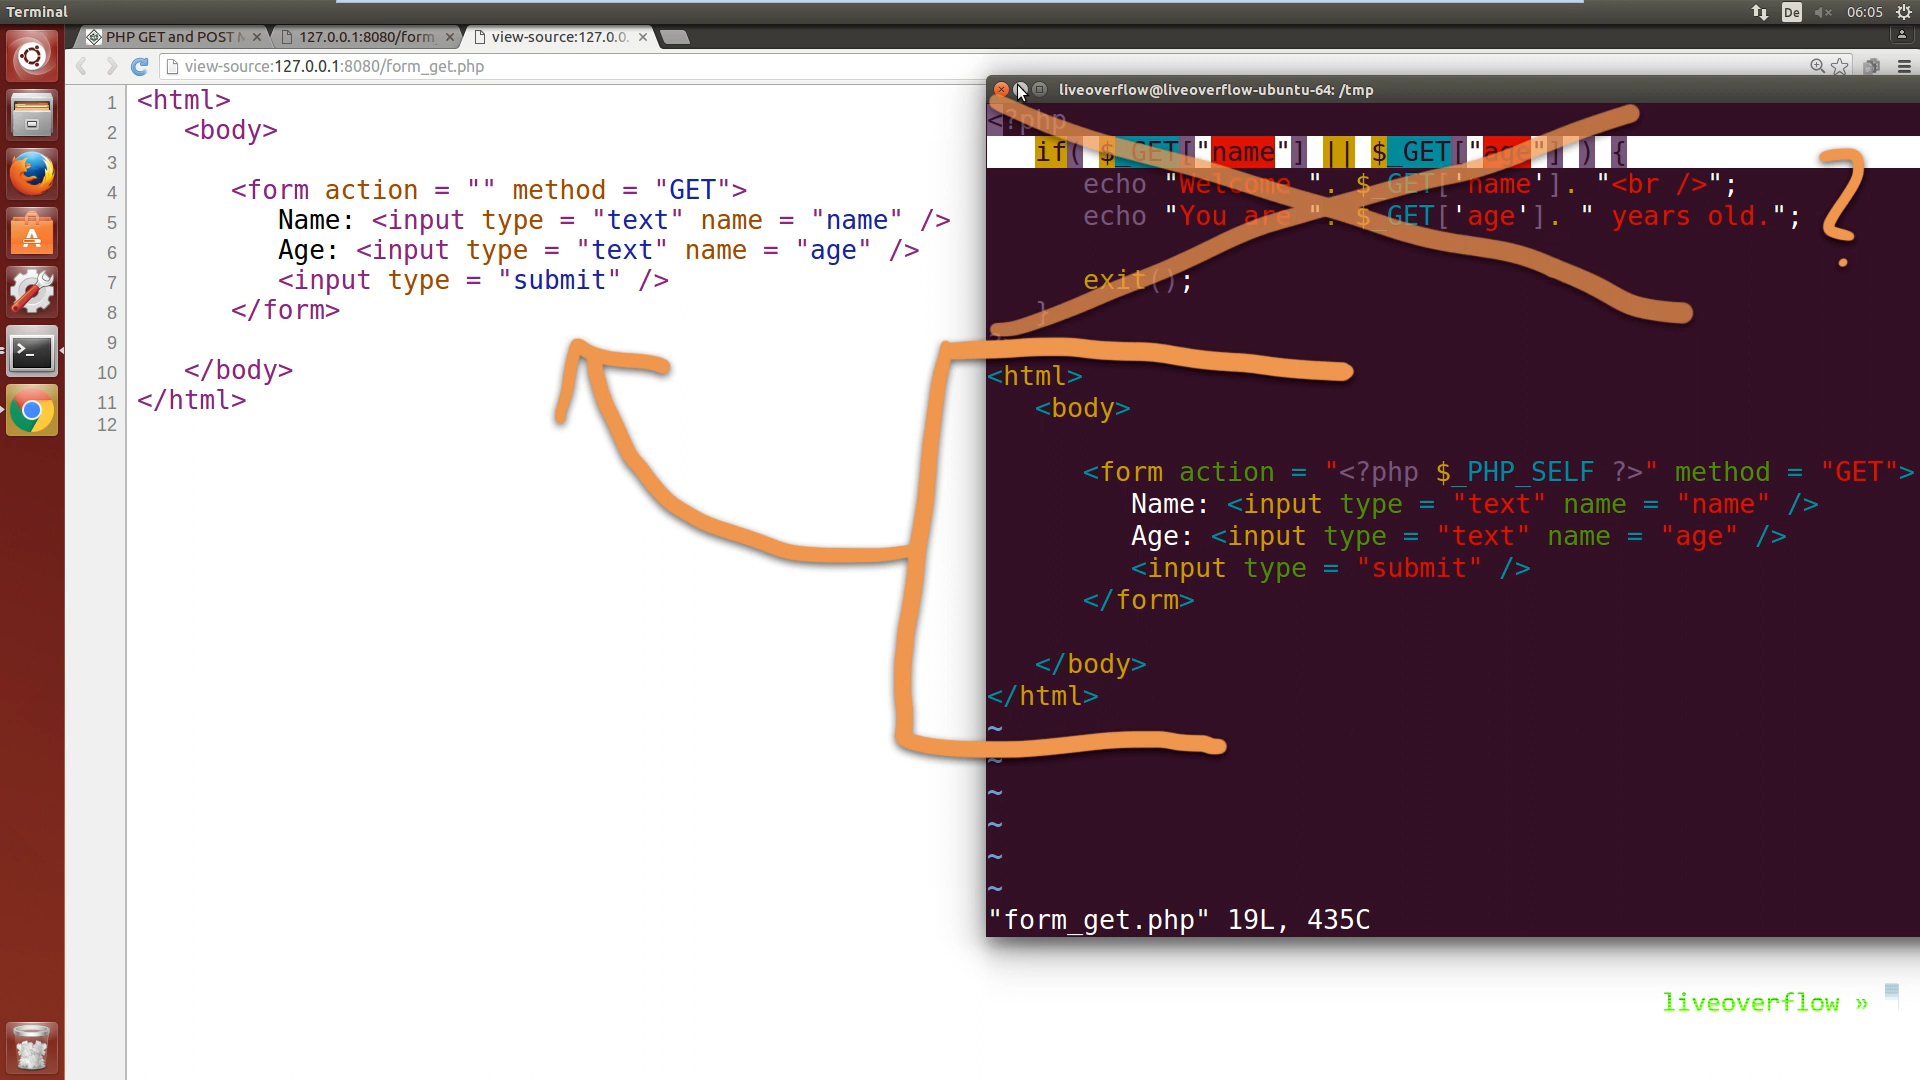 Terminal
De
06:05
PHP GET and POST M
127.0.0.1:8080/form_
view-source:127.0.0.
view-source:127.0.0.1:8080/form_get.php
1 <html>
2 <body>
3
4 <form action = "" method = "GET">
5 Name: <input type = "text" name = "name" />
6 Age: <input type = "text" name = "age" />
7 <input type = "submit" />
8 </form>
9
10 </body>
11 </html>
12
liveoverflow@liveoverflow-ubuntu-64: /tmp
<?php
if( $_GET["name"] || $_GET["age"] ) {
echo "Welcome ". $_GET['name']. "<br />";
echo "You are ". $_GET['age']. " years old.";
?
exit();
}
<html>
<body>
<form action = "<?php $_PHP_SELF ?>" method = "GET">
Name: <input type = "text" name = "name" />
Age: <input type = "text" name = "age" />
<input type = "submit" />
</form>
</body>
</html>
~
~
~
~
~
~
"form_get.php" 19L, 435C
liveoverflow »